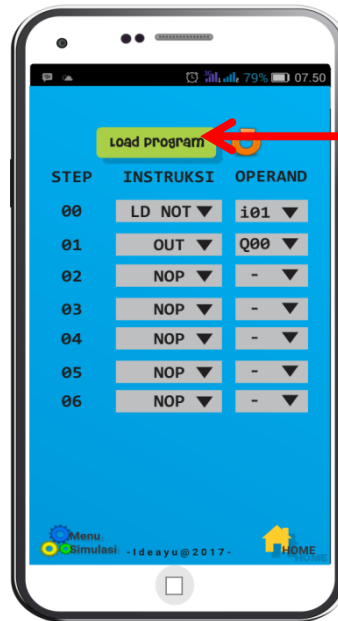 3G 79% 07.50
Load Program
STEP INSTRUKSI OPERAND
00 LD NOT i01
01 OUT Q00
02 NOP -
03 NOP -
04 NOP -
05 NOP -
06 NOP -
Menu
Simulasi -Ideayu@2017- HOME